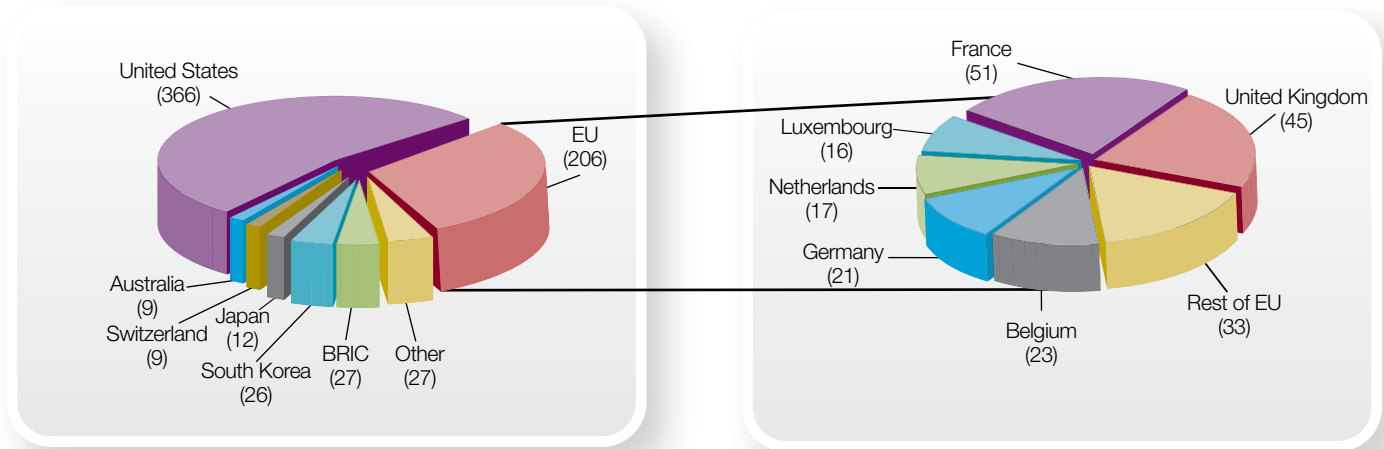 United States
(366)
EU
(206)
Australia
(9)
Switzerland
(9)
Japan
(12)
South Korea
(26)
BRIC
(27)
Other
(27)
France
(51)
United Kingdom
(45)
Luxembourg
(16)
Netherlands
(17)
Germany
(21)
Belgium
(23)
Rest of EU
(33)